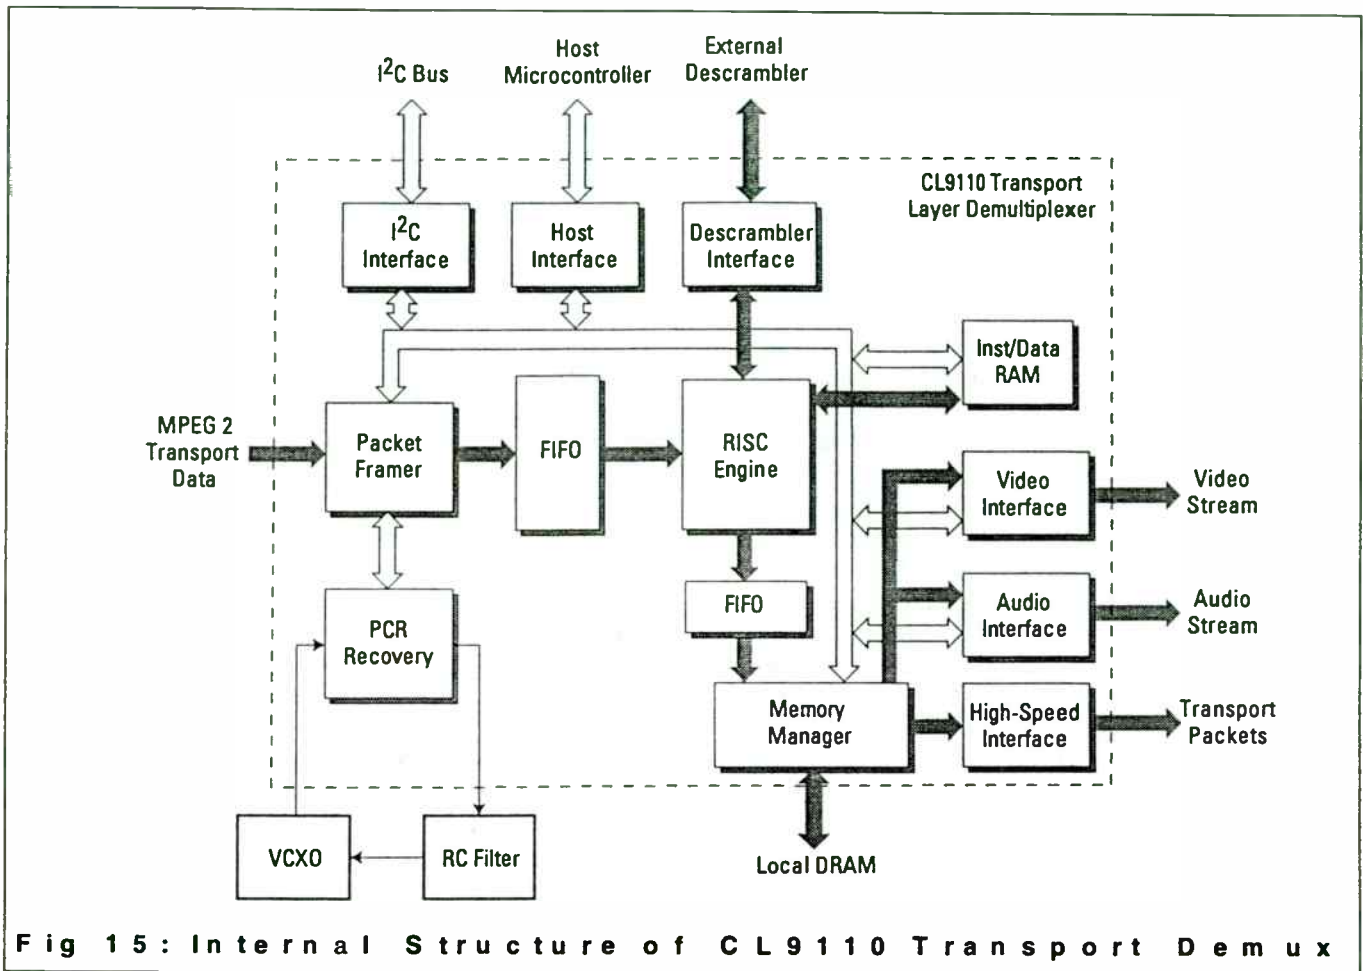 I²C Bus
Host
Microcontroller
External
Descrambler
CL9110 Transport
Layer Demultiplexer
I²C
Interface
Host
Interface
Descrambler
Interface
Inst/Data
RAM
MPEG 2
Transport
Data
Packet
Framer
FIFO
RISC
Engine
Video
Interface
Video
Stream
FIFO
Audio
Interface
Audio
Stream
PCR
Recovery
Memory
Manager
High-Speed
Interface
Transport
Packets
VCXO
RC Filter
Local DRAM
Fig 15: Internal Structure of CL9110 Transport Demux